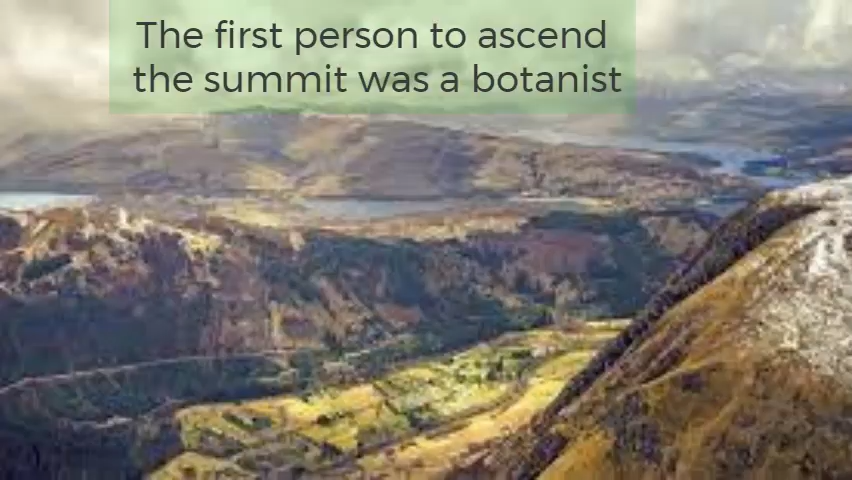 The first person to ascend
the summit was a botanist